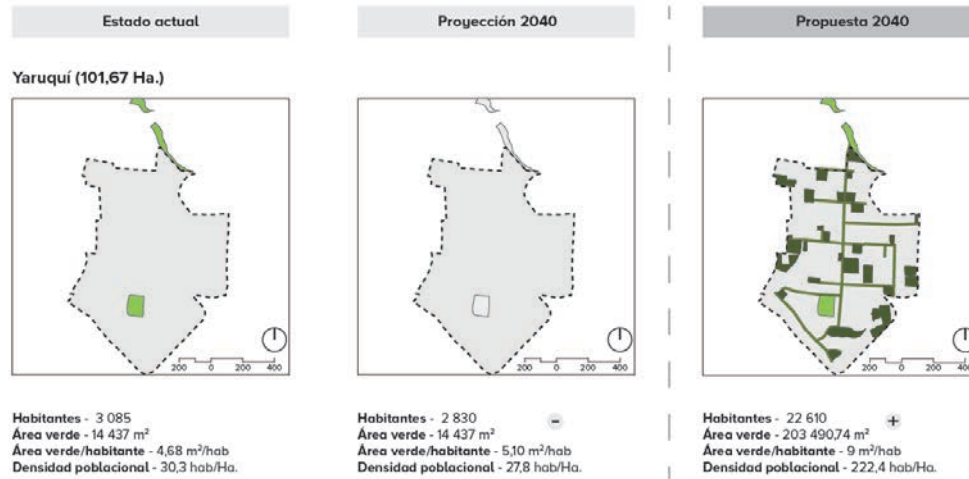 Estado actual
Proyección 2040
Propuesta 2040
Yaruquí (101,67 Ha.)
200 0 200 400
200 0 200 400
200 0 200 400
Habitantes - 3 085
Área verde - 14 437 m²
Área verde/habitante - 4,68 m²/hab
Densidad poblacional - 30,3 hab/Ha.
Habitantes - 2 830 −
Área verde - 14 437 m²
Área verde/habitante - 5,10 m²/hab
Densidad poblacional - 27,8 hab/Ha.
Habitantes - 22 610 +
Área verde - 203 490,74 m²
Área verde/habitante - 9 m²/hab
Densidad poblacional - 222,4 hab/Ha.